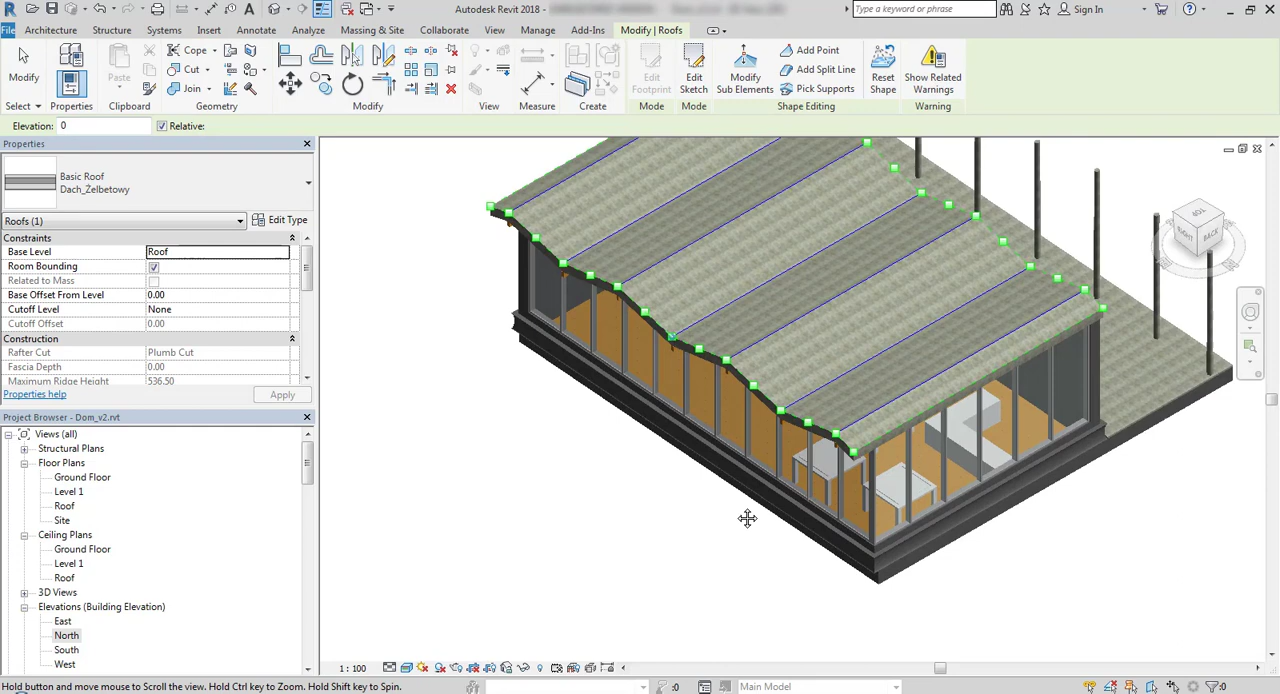 Autodesk Revit 2018 -
Type a keyword or phrase
Sign In
File Architecture Structure Systems Insert Annotate Analyze Massing & Site Collaborate View Manage Add-Ins Modify | Roofs
Modify
Properties
Paste
Cope
Cut
Join
Edit Footprint
Edit Sketch
Modify Sub Elements
Add Point
Add Split Line
Pick Supports
Reset Shape
Show Related Warnings
Select Properties Clipboard Geometry Modify View Measure Create Mode Mode Shape Editing Warning
Elevation: 0 Relative:
Properties
Basic Roof
Dach_Żelbetowy
Roofs (1) Edit Type
Constraints
Base Level Roof
Room Bounding
Related to Mass
Base Offset From Level 0.00
Cutoff Level None
Cutoff Offset 0.00
Construction
Rafter Cut Plumb Cut
Fascia Depth 0.00
Maximum Ridge Height 536.50
Properties help Apply
Project Browser - Dom_v2.rvt
Views (all)
Structural Plans
Floor Plans
Ground Floor
Level 1
Roof
Site
Ceiling Plans
Ground Floor
Level 1
Roof
3D Views
Elevations (Building Elevation)
East
North
South
West
TOP
RIGHT
BACK
1 : 100
Hold button and move mouse to Scroll the view. Hold Ctrl key to Zoom. Hold Shift key to Spin.
:0
Main Model
:0